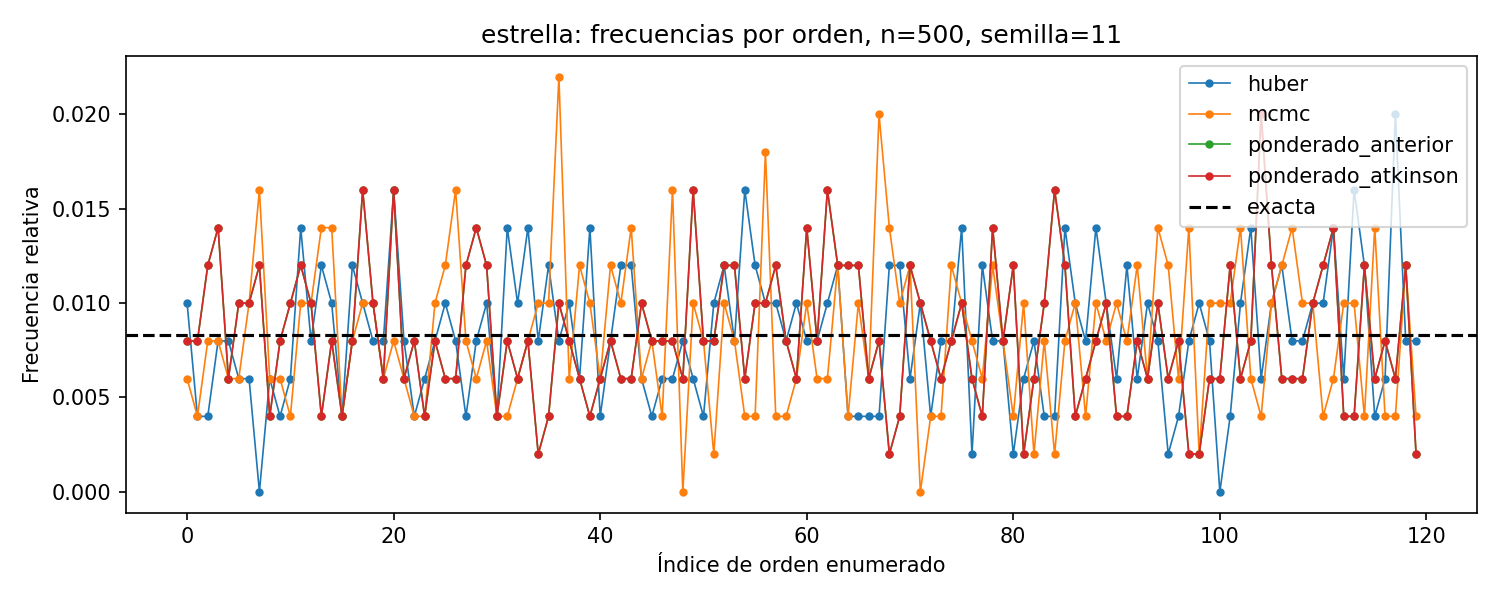 estrella: frecuencias por orden, n=500, semilla=11
Frecuencia relativa
0.020
0.015
0.010
0.005
0.000
huber
mcmc
ponderado_anterior
ponderado_atkinson
exacta
0 20 40 60 80 100 120
Índice de orden enumerado